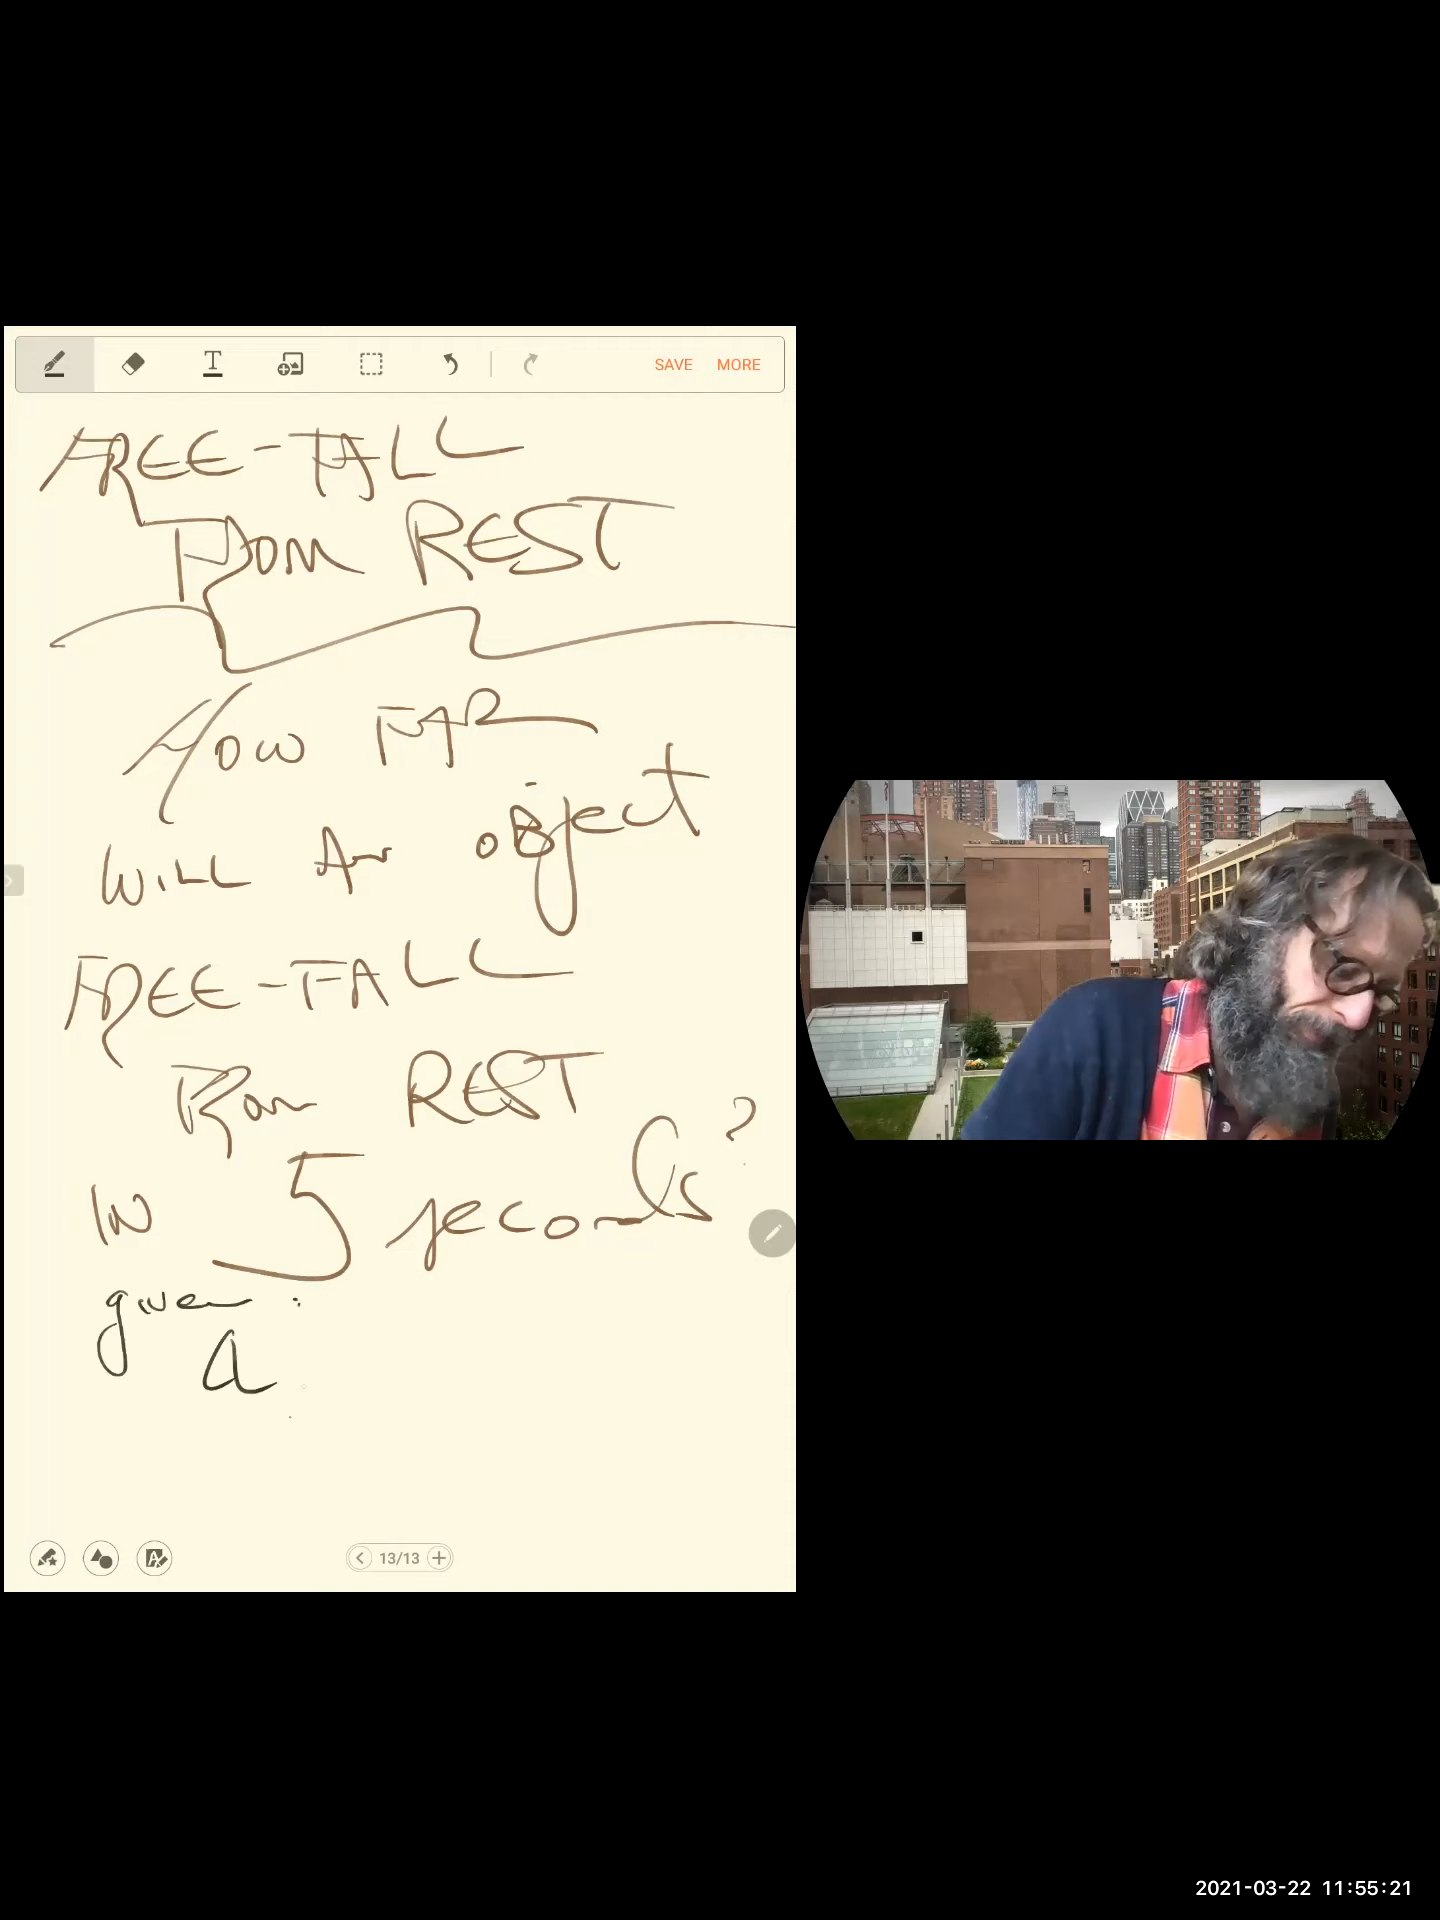 T
SAVE MORE
FREE-FALL
FROM REST
HOW FAR
WILL An object
FREE-FALL
FROM REST
IN 5 seconds?
given:
a
A
13/13
2021-03-22 11:55:21